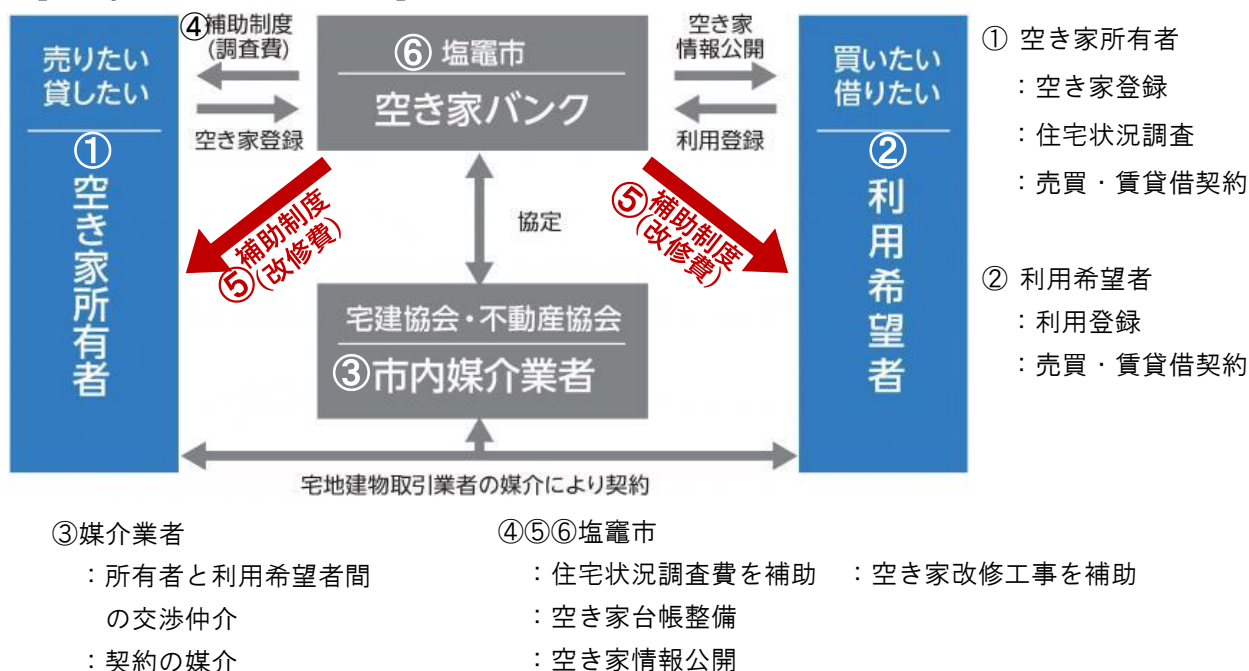 ④補助制度
(調査費)
空き家登録
売りたい
貸したい
①
空き家所有者
⑥塩竈市
空き家バンク
空き家
情報公開
利用登録
買いたい
借りたい
②
利用希望者
補助制度
⑤(改修費)
協定
⑤補助制度
(改修費)
宅建協会・不動産協会
③市内媒介業者
宅地建物取引業者の媒介により契約
① 空き家所有者
：空き家登録
：住宅状況調査
：売買・賃貸借契約
② 利用希望者
：利用登録
：売買・賃貸借契約
③媒介業者
：所有者と利用希望者間
の交渉仲介
：契約の媒介
④⑤⑥塩竈市
：住宅状況調査費を補助 ：空き家改修工事を補助
：空き家台帳整備
：空き家情報公開